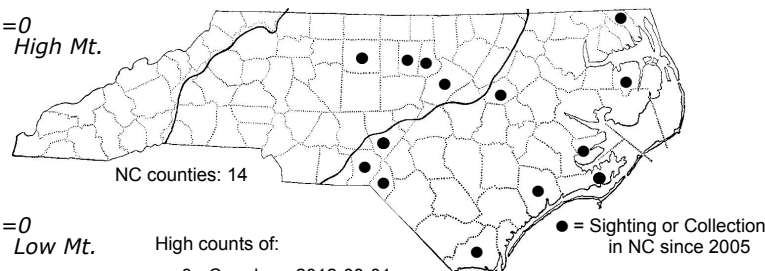 =0
High Mt.
NC counties: 14
=0
Low Mt.
High counts of:
● = Sighting or Collection
in NC since 2005